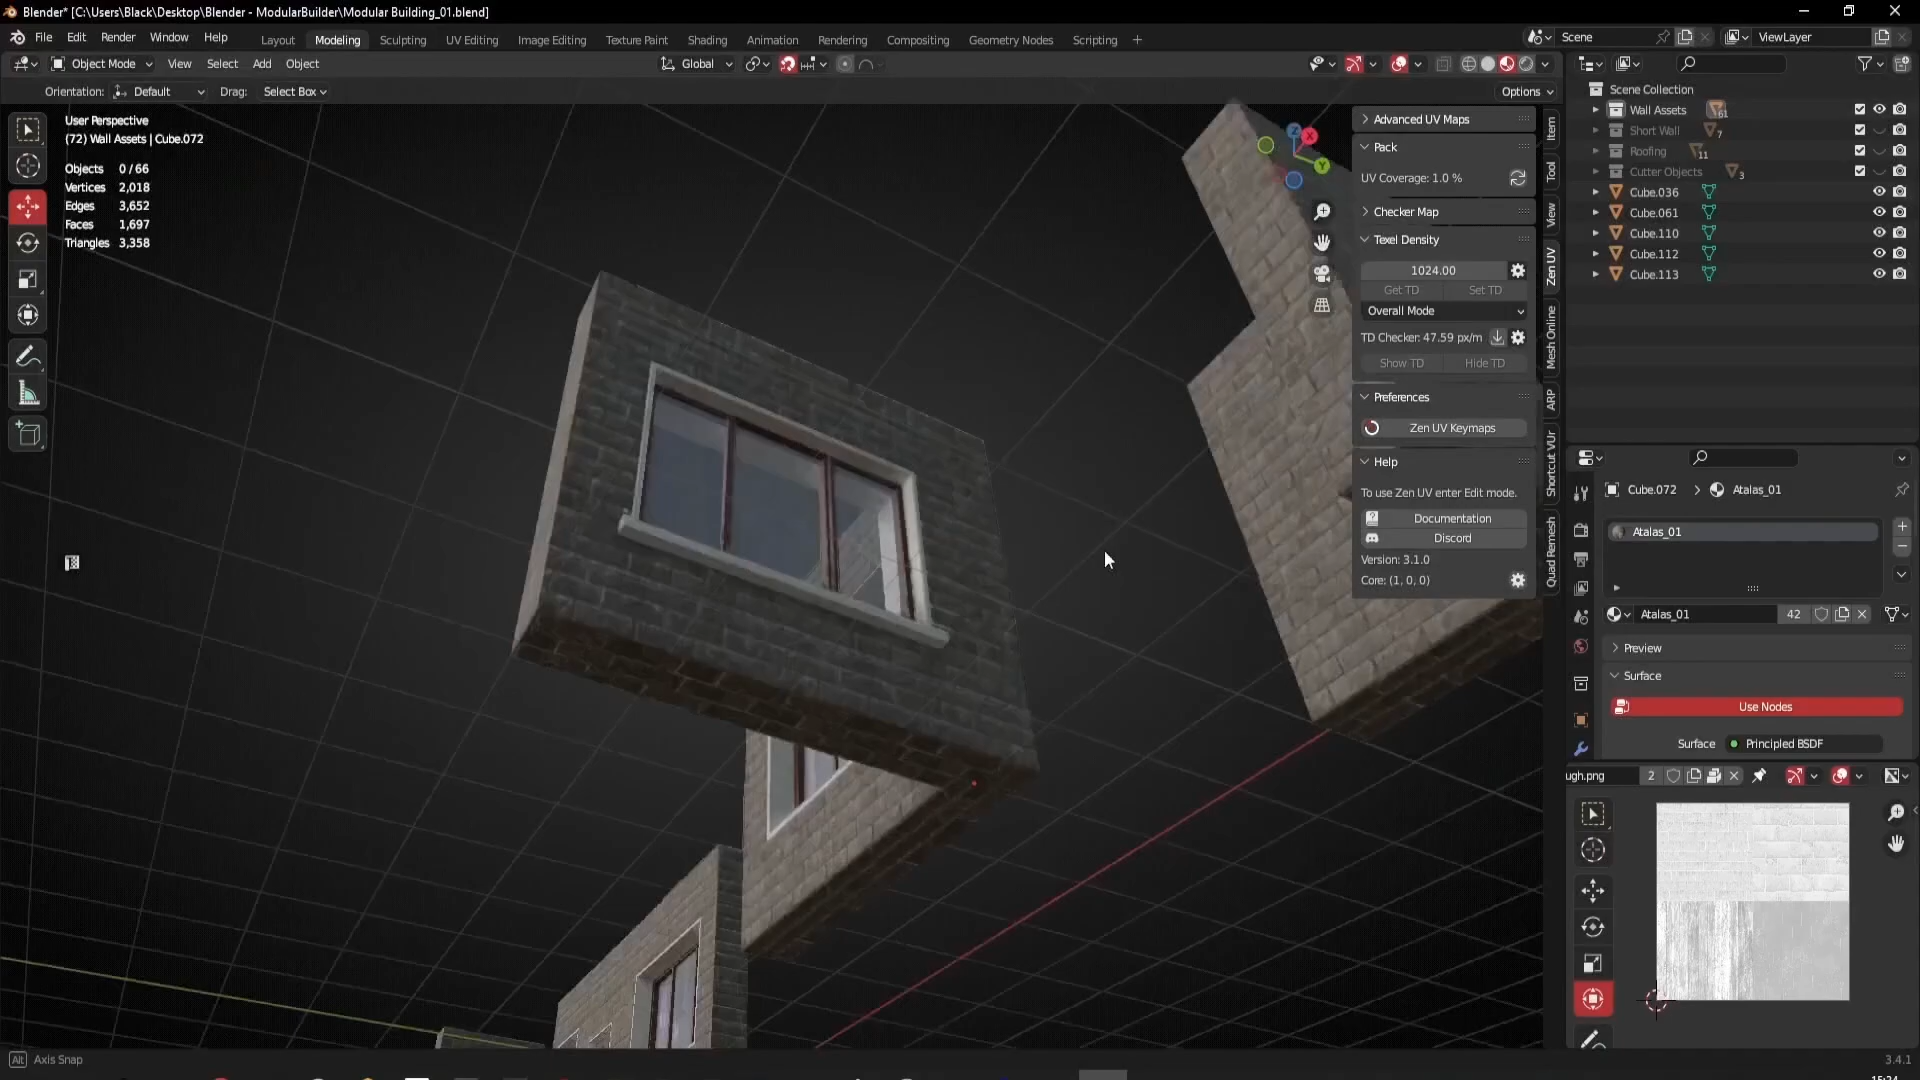 Blender* [C:\Users\Black\Desktop\Blender - ModularBuilder\Modular Building_01.blend]
File Edit Render Window Help
Layout Modeling Sculpting UV Editing Image Editing Texture Paint Shading Animation Rendering Compositing Geometry Nodes Scripting +
Scene
ViewLayer
Object Mode View Select Add Object
Global
Orientation: Default Drag: Select Box
Options
User Perspective
(72) Wall Assets | Cube.072
Objects 0/66
Vertices 2,018
Edges 3,652
Faces 1,697
Triangles 3,358
Z
X
Y
Advanced UV Maps
Pack
UV Coverage: 1.0 %
Checker Map
Texel Density
1024.00
Get TD Set TD
Overall Mode
TD Checker: 47.59 px/m
Show TD Hide TD
Preferences
Zen UV Keymaps
Help
To use Zen UV enter Edit mode.
Documentation
Discord
Version: 3.1.0
Core: (1, 0, 0)
Item
Tool
View
Zen UV
Mesh Online
ARP
Shortcut VUr
Quad Remesh
Scene Collection
Wall Assets 61
Short Wall 7
Roofing 11
Cutter Objects 3
Cube.036
Cube.061
Cube.110
Cube.112
Cube.113
Cube.072 > Atalas_01
Atalas_01
Atalas_01 42
Preview
Surface
Use Nodes
Surface Principled BSDF
ugh.png 2
Alt Axis Snap
3.4.1